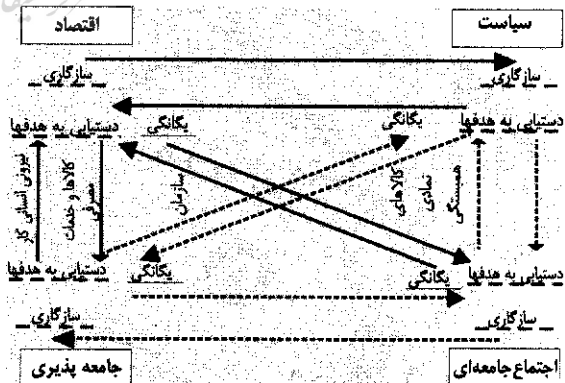 سیاست
اقتصاد
سازگاری
سازگاری
دستیابی به هدفها
یگانگی
یگانگی
دستیابی به هدفها
همبستگی
کالاهای نمادی
سازمان
کالاها و خدمات مصرفی
نیروی انسانی کار
دستیابی به هدفها
یگانگی
یگانگی
دستیابی به هدفها
سازگاری
سازگاری
اجتماع جامعه‌ای
جامعه پذیری